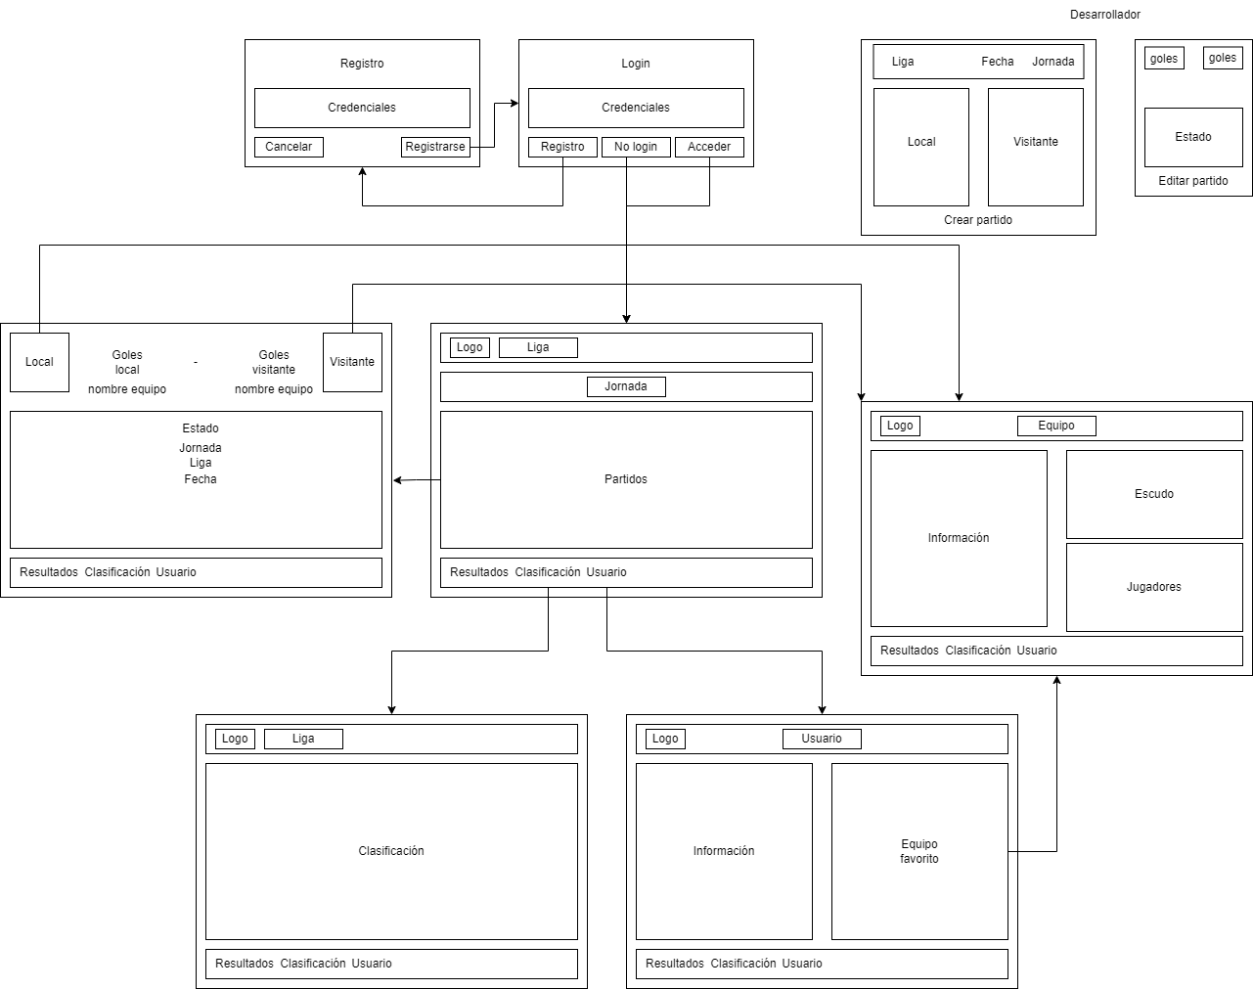 Desarrollador
Registro
Credenciales
Cancelar
Registrarse
Login
Credenciales
Registro
No login
Acceder
Liga
Fecha
Jornada
Local
Visitante
Crear partido
goles
goles
Estado
Editar partido
Local
Goles
local
nombre equipo
-
Goles
visitante
nombre equipo
Visitante
Estado
Jornada
Liga
Fecha
Resultados Clasificación Usuario
Logo
Liga
Jornada
Partidos
Resultados Clasificación Usuario
Logo
Equipo
Información
Escudo
Jugadores
Resultados Clasificación Usuario
Logo
Liga
Clasificación
Resultados Clasificación Usuario
Logo
Usuario
Información
Equipo
favorito
Resultados Clasificación Usuario